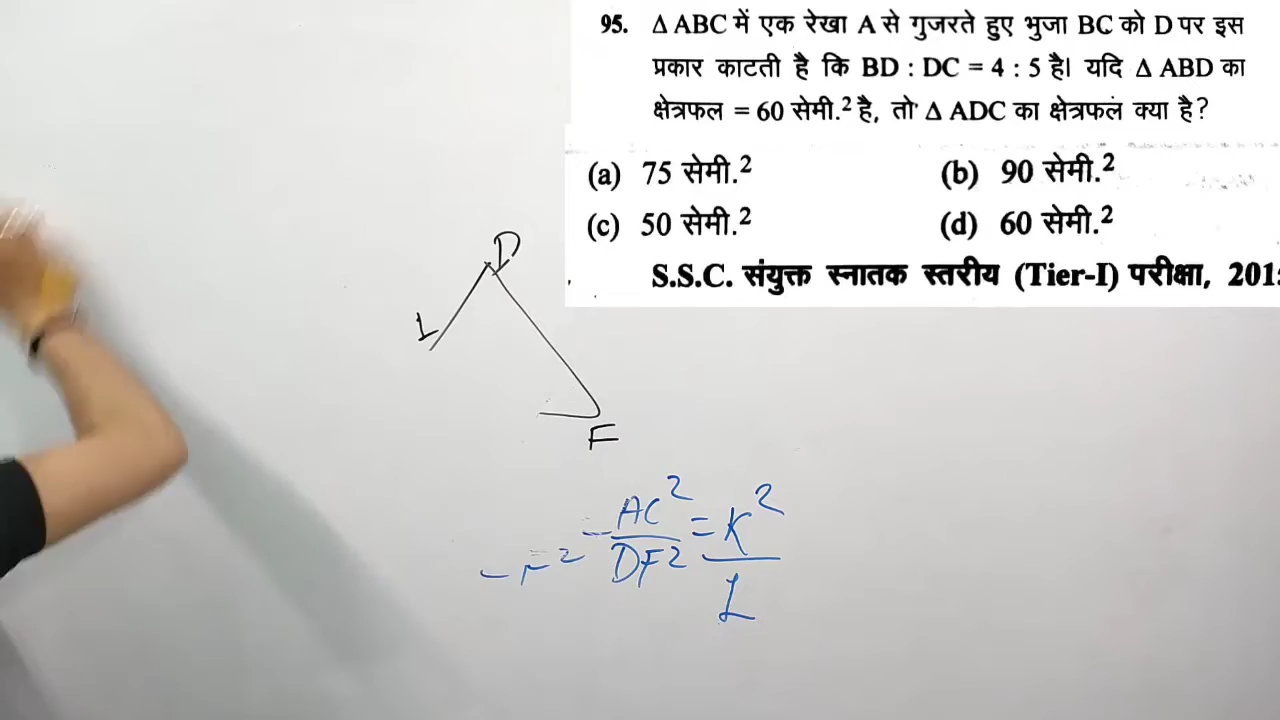 95. Δ ABC में एक रेखा A से गुजरते हुए भुजा BC को D पर इस
प्रकार काटती है कि BD : DC = 4 : 5 है। यदि Δ ABD का
क्षेत्रफल = 60 सेमी.² है, तो Δ ADC का क्षेत्रफल क्या है?
(a) 75 सेमी.² (b) 90 सेमी.²
(c) 50 सेमी.² (d) 60 सेमी.²
S.S.C. संयुक्त स्नातक स्तरीय (Tier-I) परीक्षा,
D
L
F
= AC²/DF² = K²/L